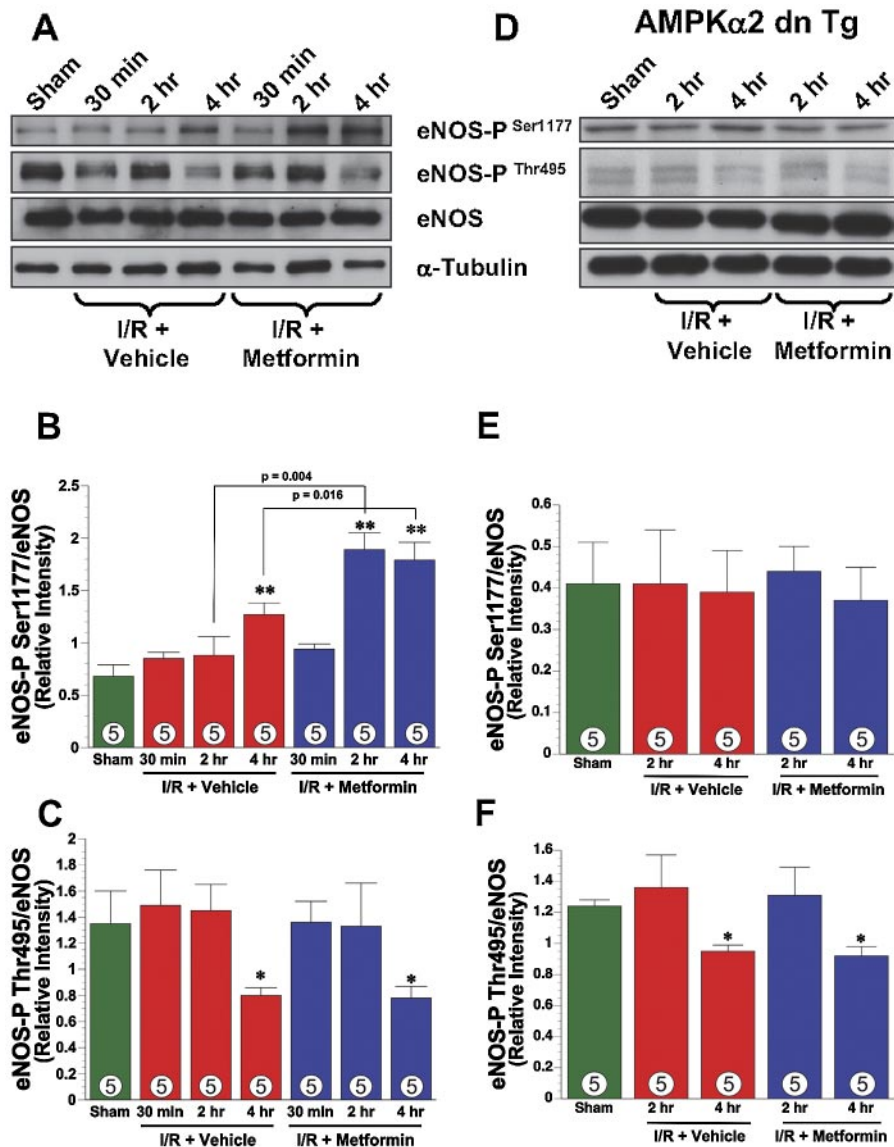 A
Sham
30 min
2 hr
4 hr
30 min
2 hr
4 hr
eNOS-P Ser1177
eNOS-P Thr495
eNOS
α-Tubulin
I/R +
Vehicle
I/R +
Metformin
D
AMPKα2 dn Tg
Sham
2 hr
4 hr
2 hr
4 hr
I/R +
Vehicle
I/R +
Metformin
B
eNOS-P Ser1177/eNOS
(Relative Intensity)
2.5
2
1.5
1
0.5
0
p = 0.004
p = 0.016
** ** **
5 5 5 5 5 5 5
Sham 30 min 2 hr 4 hr 30 min 2 hr 4 hr
I/R + Vehicle I/R + Metformin
E
eNOS-P Ser1177/eNOS
(Relative Intensity)
0.6
0.5
0.4
0.3
0.2
0.1
0
5 5 5 5 5
Sham 2 hr 4 hr 2 hr 4 hr
I/R + Vehicle I/R + Metformin
C
eNOS-P Thr495/eNOS
(Relative Intensity)
2
1.8
1.6
1.4
1.2
1
0.8
0.6
0.4
0.2
0
* *
5 5 5 5 5 5 5
Sham 30 min 2 hr 4 hr 30 min 2 hr 4 hr
I/R + Vehicle I/R + Metformin
F
eNOS-P Thr495/eNOS
(Relative Intensity)
1.6
1.4
1.2
1
0.8
0.6
0.4
0.2
0
* *
5 5 5 5 5
Sham 2 hr 4 hr 2 hr 4 hr
I/R + Vehicle I/R + Metformin